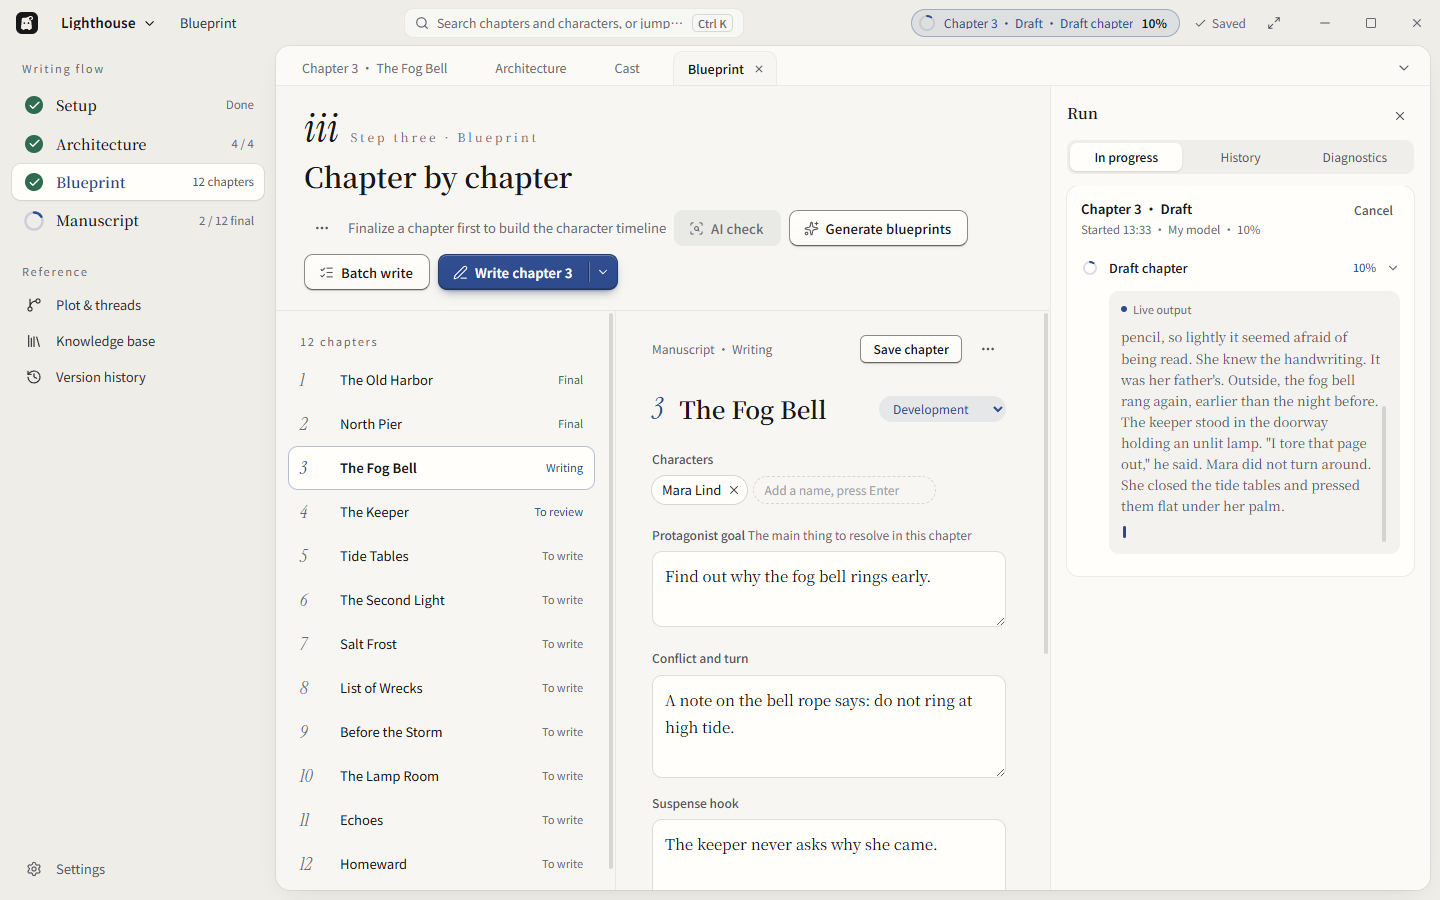 Lighthouse
Blueprint
Search chapters and characters, or jump···
Ctrl K
Chapter 3 • Draft • Draft chapter 10%
Saved
Writing flow
Setup Done
Architecture 4 / 4
Blueprint 12 chapters
Manuscript 2 / 12 final
Reference
Plot & threads
Knowledge base
Version history
Settings
Chapter 3 • The Fog Bell
Architecture
Cast
Blueprint
iii Step three · Blueprint
Chapter by chapter
Finalize a chapter first to build the character timeline
AI check
Generate blueprints
Batch write
Write chapter 3
12 chapters
1 The Old Harbor Final
2 North Pier Final
3 The Fog Bell Writing
4 The Keeper To review
5 Tide Tables To write
6 The Second Light To write
7 Salt Frost To write
8 List of Wrecks To write
9 Before the Storm To write
10 The Lamp Room To write
11 Echoes To write
12 Homeward To write
Manuscript • Writing
Save chapter
3 The Fog Bell
Development
Characters
Mara Lind
Add a name, press Enter
Protagonist goal The main thing to resolve in this chapter
Find out why the fog bell rings early.
Conflict and turn
A note on the bell rope says: do not ring at
high tide.
Suspense hook
The keeper never asks why she came.
Run
In progress
History
Diagnostics
Chapter 3 • Draft
Cancel
Started 13:33 • My model • 10%
Draft chapter 10%
Live output
pencil, so lightly it seemed afraid of
being read. She knew the handwriting. It
was her father's. Outside, the fog bell
rang again, earlier than the night before.
The keeper stood in the doorway
holding an unlit lamp. "I tore that page
out," he said. Mara did not turn around.
She closed the tide tables and pressed
them flat under her palm.